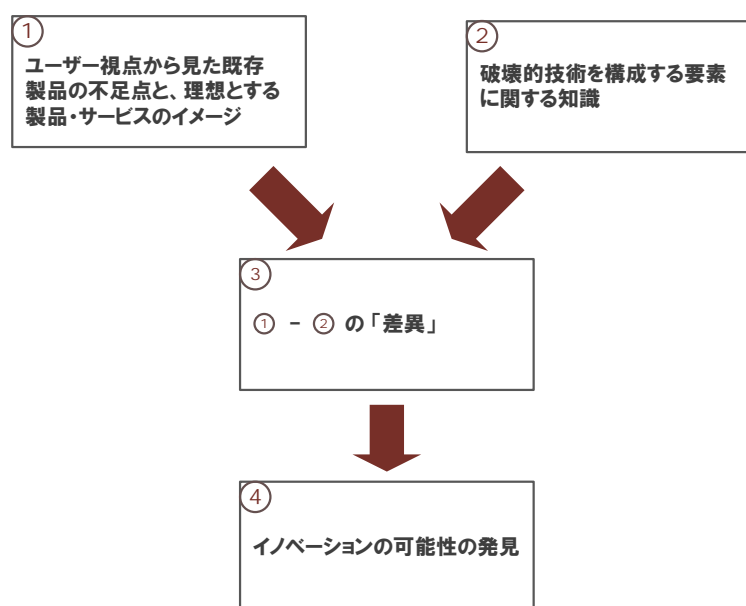 ①
ユーザー視点から見た既存
製品の不足点と、理想とする
製品・サービスのイメージ
②
破壊的技術を構成する要素
に関する知識
③
① - ② の「差異」
④
イノベーションの可能性の発見